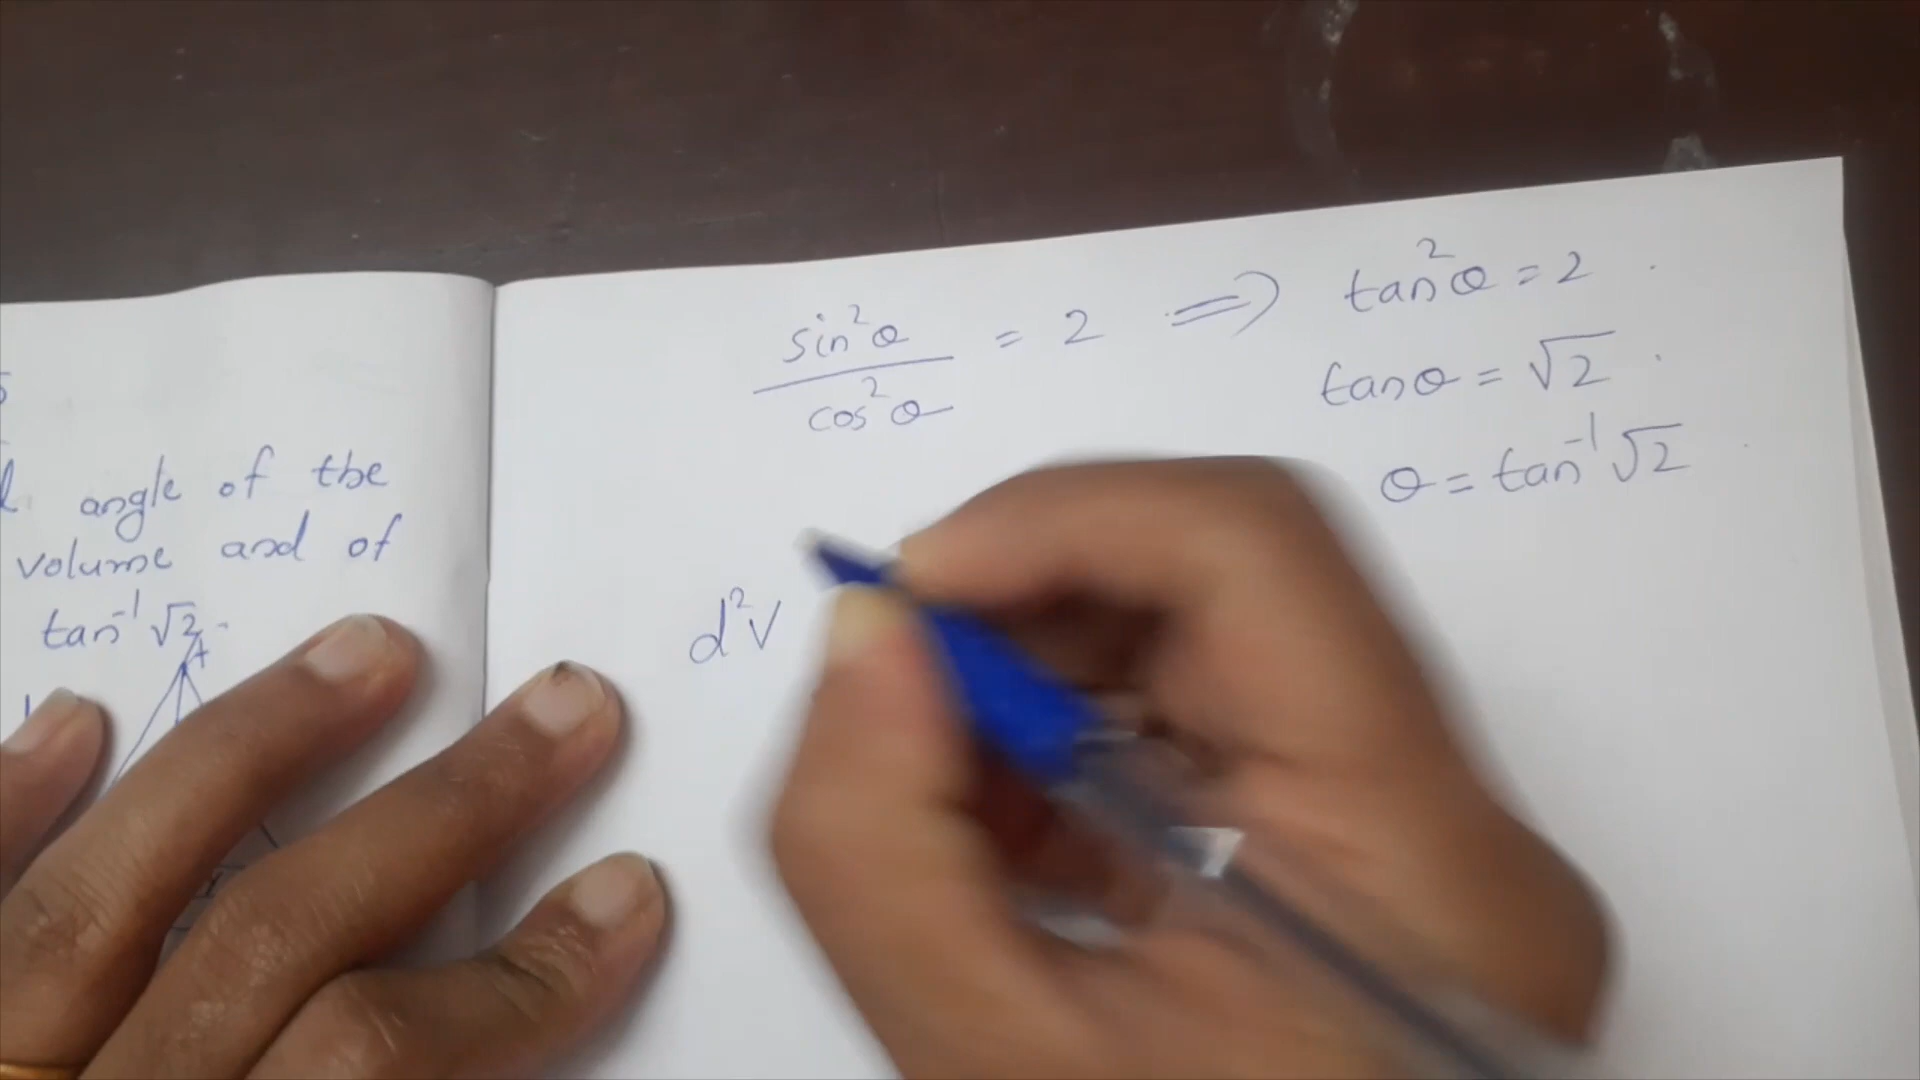 angle of the
volume and of
tan⁻¹ √2
A
sin²θ / cos²θ = 2 ⟹ tan²θ = 2
tanθ = √2
θ = tan⁻¹ √2
d²V